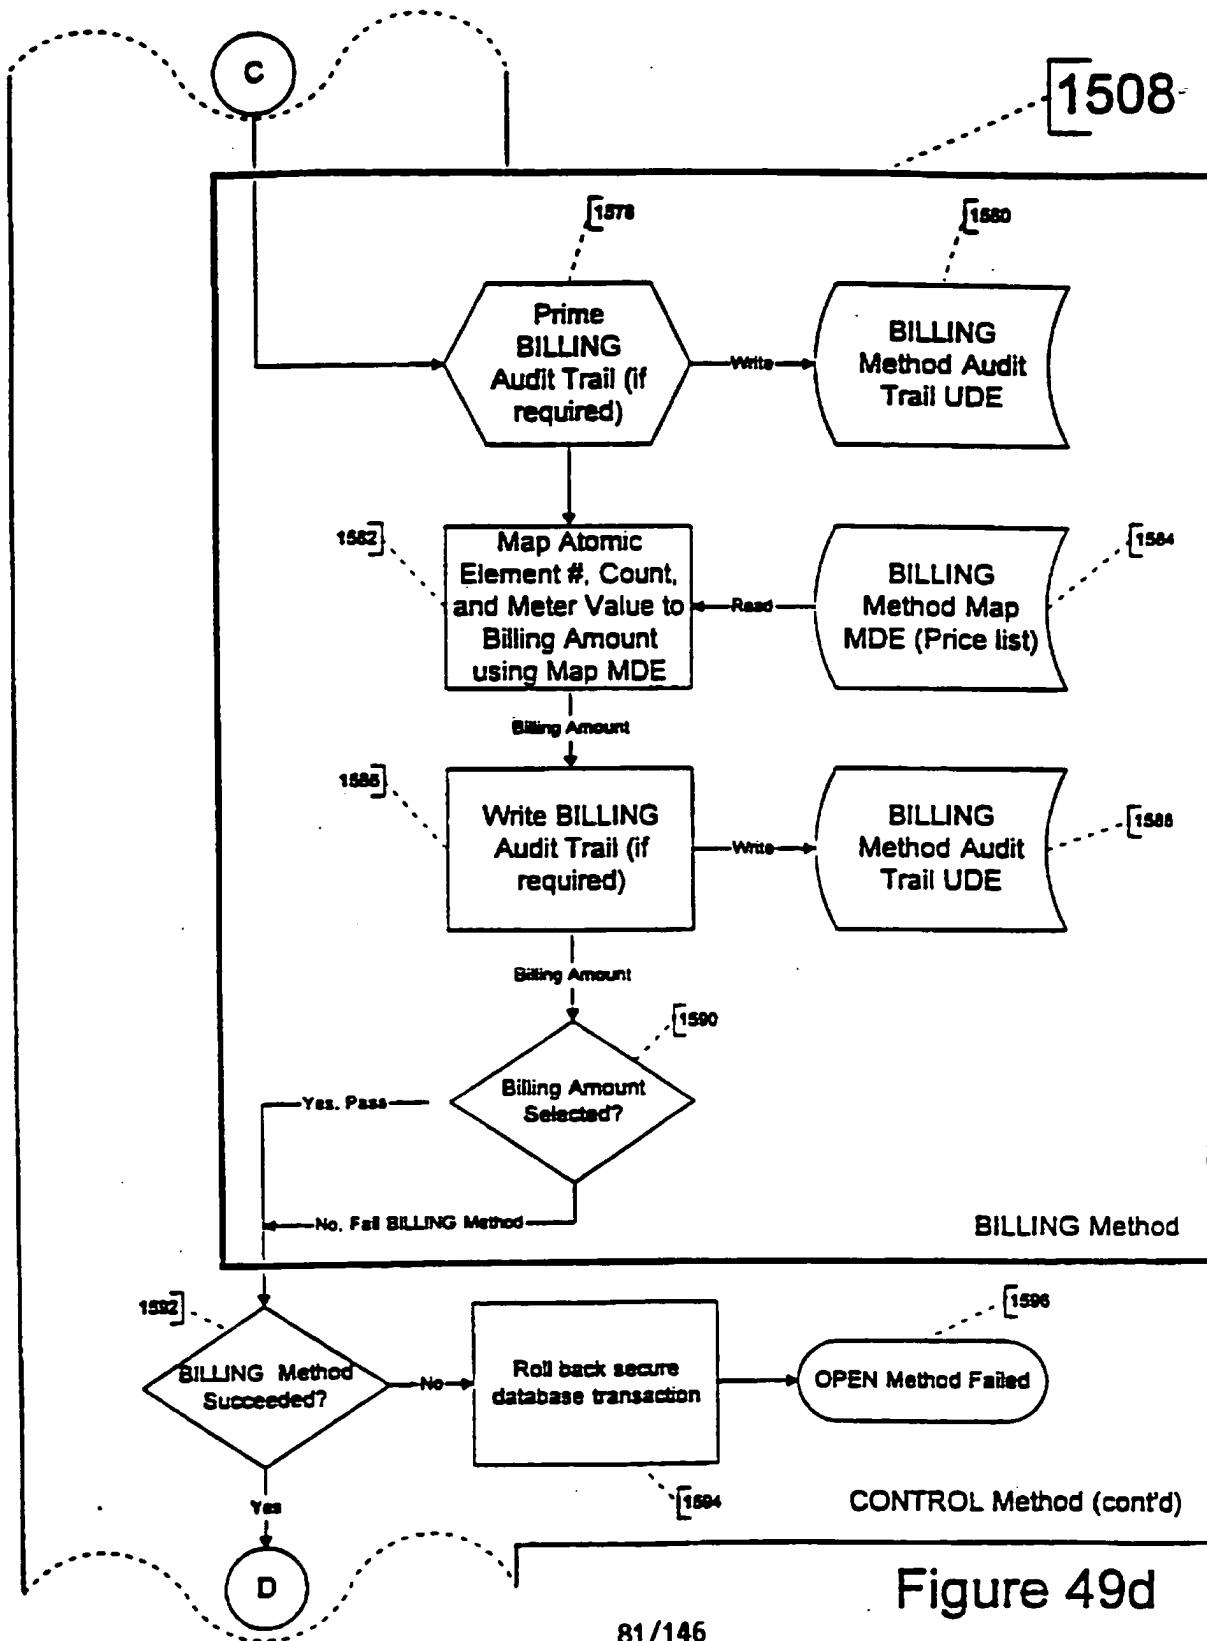 C
1508
1578
1580
Prime
BILLING
Audit Trail (if
required)
Write
BILLING
Method Audit
Trail UDE
1582
Map Atomic
Element #, Count,
and Meter Value to
Billing Amount
using Map MDE
Read
BILLING
Method Map
MDE (Price list)
1584
Billing Amount
1586
Write BILLING
Audit Trail (if
required)
Write
BILLING
Method Audit
Trail UDE
1588
Billing Amount
1590
Billing Amount
Selected?
Yes, Pass
No, Fail BILLING Method
BILLING Method
1592
BILLING Method
Succeeded?
No
Roll back secure
database transaction
1596
OPEN Method Failed
1594
Yes
CONTROL Method (cont'd)
D
Figure 49d
81/146